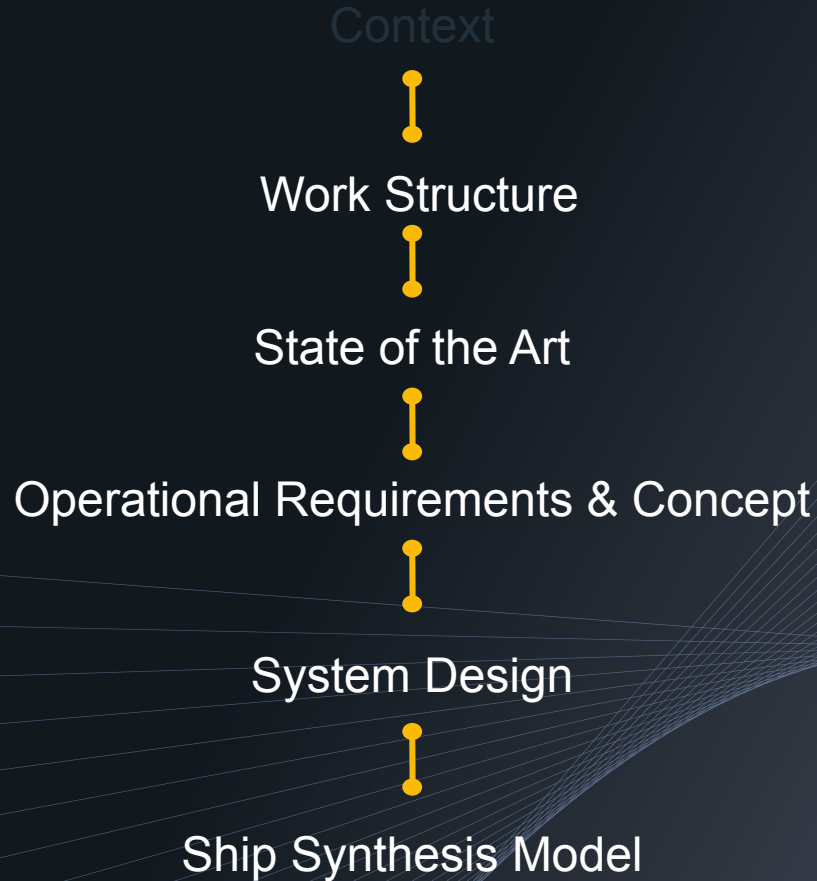 Context
Work Structure
State of the Art
Operational Requirements & Concept
System Design
Ship Synthesis Model